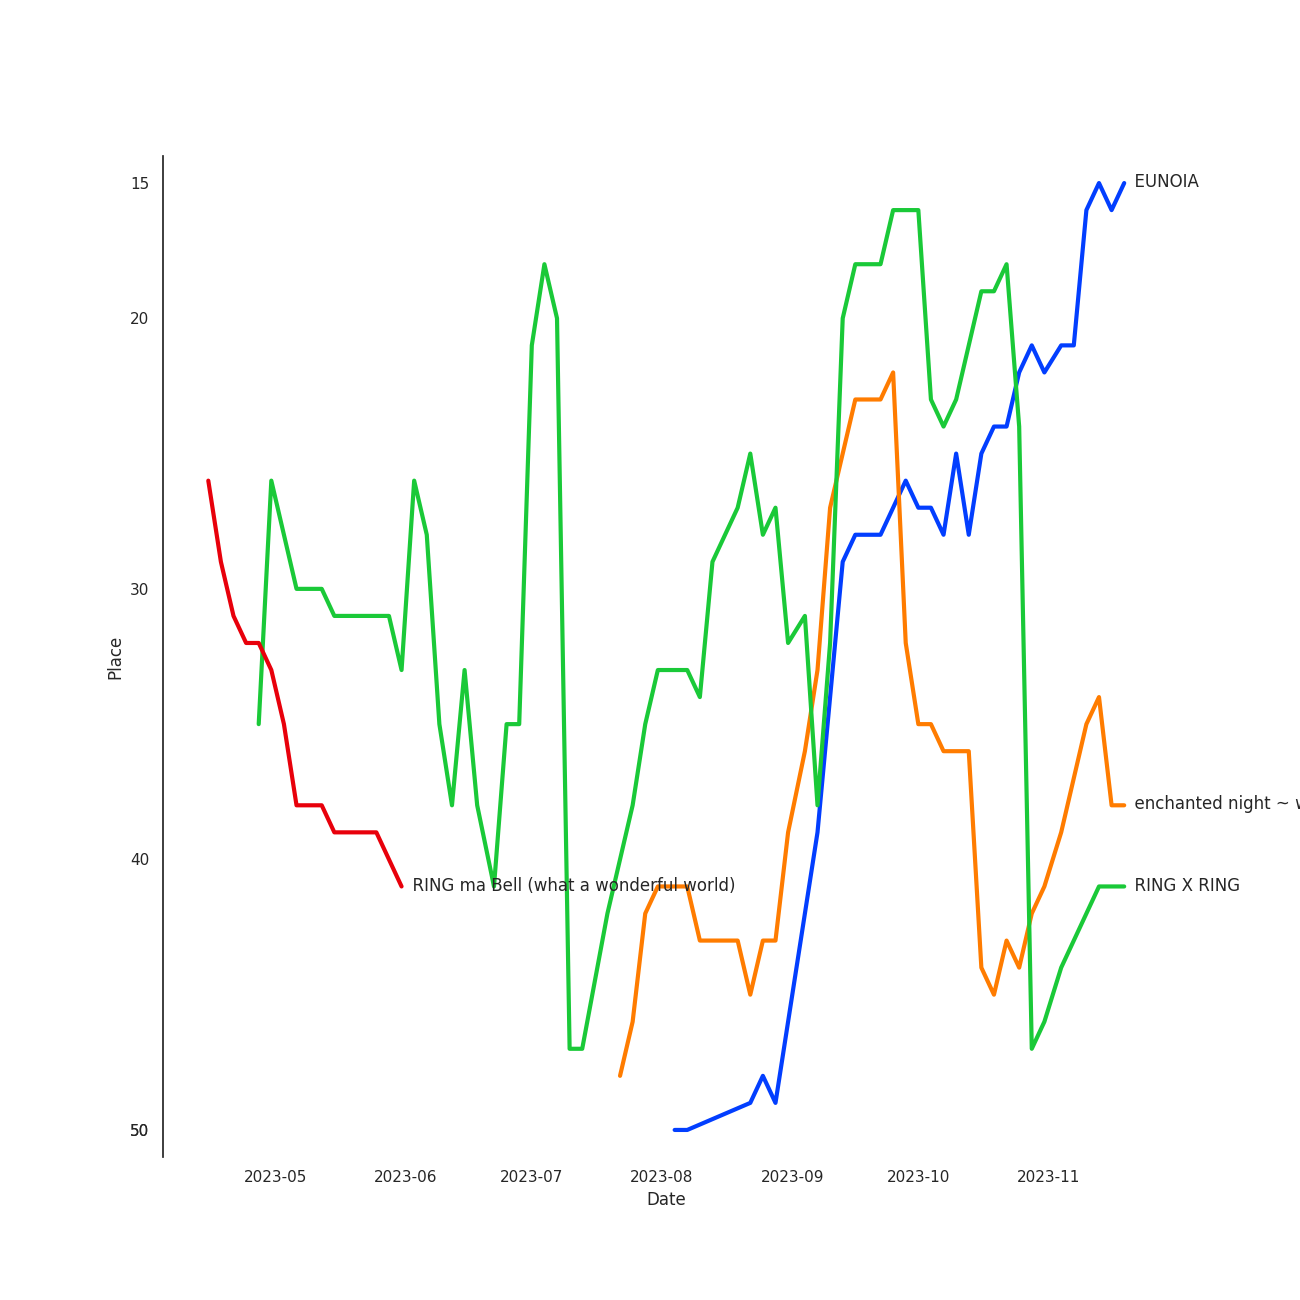 15
EUNOIA
20
30
Place
enchanted night ~
40
RING ma Bell (what a wonderful world)
RING X RING
50
2023-05 2023-06 2023-07 2023-08 2023-09 2023-10 2023-11
Date